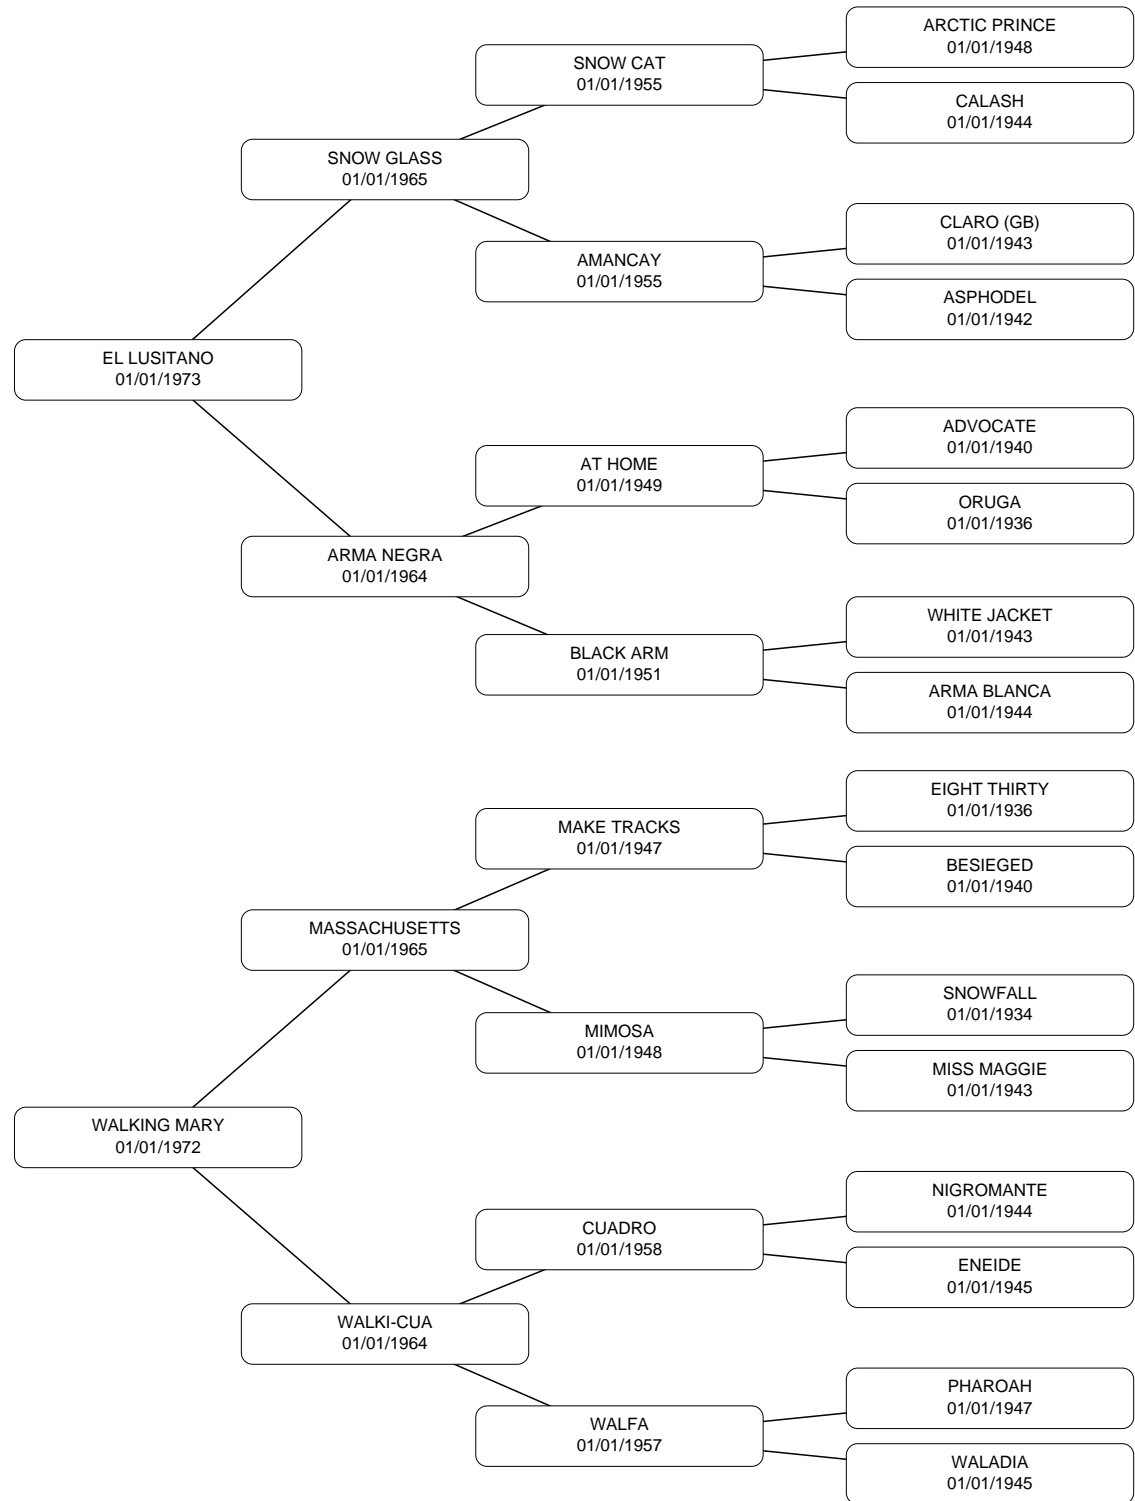 ARCTIC PRINCE
01/01/1948
SNOW CAT
01/01/1955
CALASH
01/01/1944
SNOW GLASS
01/01/1965
CLARO (GB)
01/01/1943
AMANCAY
01/01/1955
ASPHODEL
01/01/1942
EL LUSITANO
01/01/1973
ADVOCATE
01/01/1940
AT HOME
01/01/1949
ORUGA
01/01/1936
ARMA NEGRA
01/01/1964
WHITE JACKET
01/01/1943
BLACK ARM
01/01/1951
ARMA BLANCA
01/01/1944
EIGHT THIRTY
01/01/1936
MAKE TRACKS
01/01/1947
BESIEGED
01/01/1940
MASSACHUSETTS
01/01/1965
SNOWFALL
01/01/1934
MIMOSA
01/01/1948
MISS MAGGIE
01/01/1943
WALKING MARY
01/01/1972
NIGROMANTE
01/01/1944
CUADRO
01/01/1958
ENEIDE
01/01/1945
WALKI-CUA
01/01/1964
PHAROAH
01/01/1947
WALFA
01/01/1957
WALADIA
01/01/1945